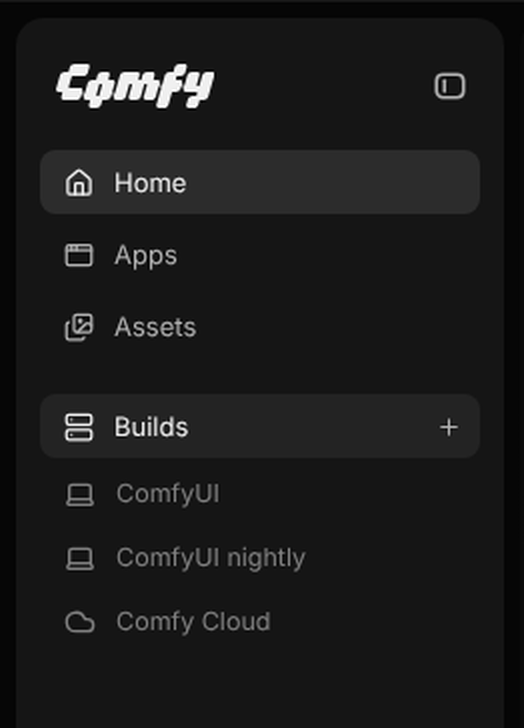 Comfy
Home
Apps
Assets
Builds +
ComfyUI
ComfyUI nightly
Comfy Cloud